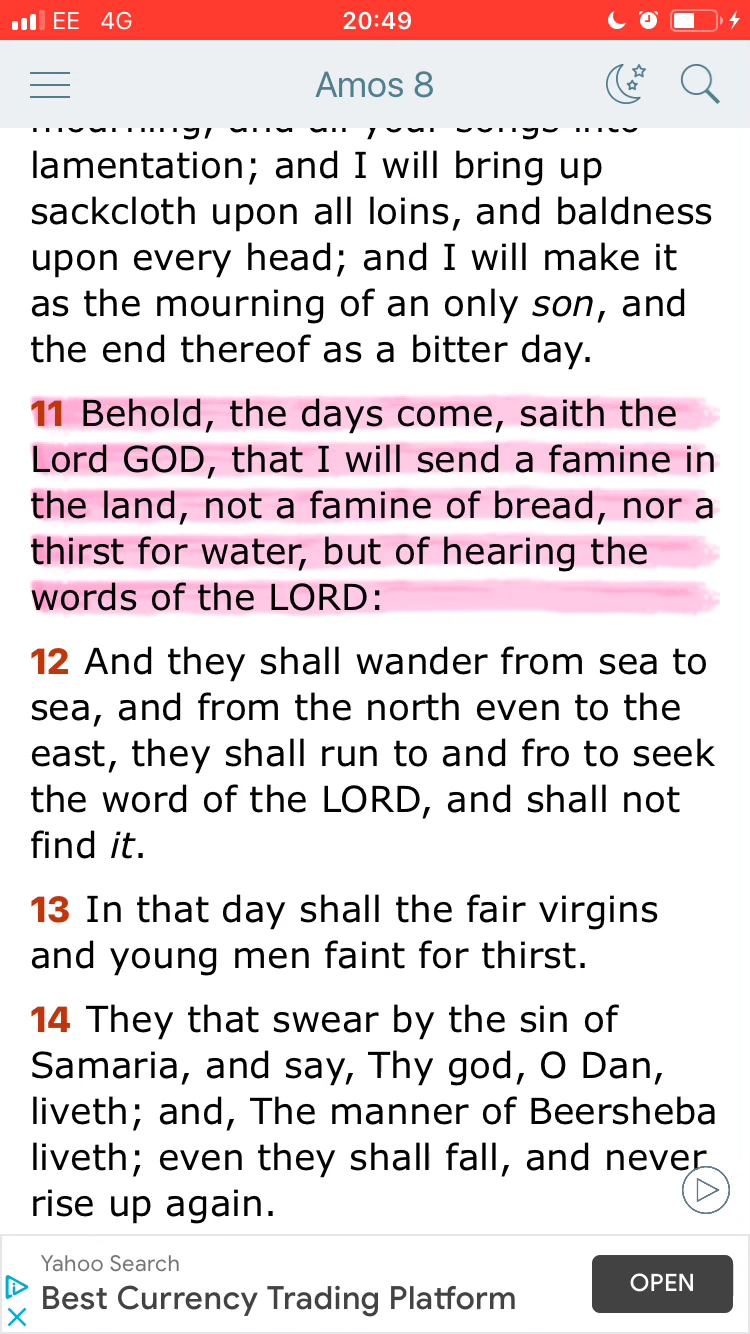 EE 4G 20:49
Amos 8
mourning, and all your songs into
lamentation; and I will bring up
sackcloth upon all loins, and baldness
upon every head; and I will make it
as the mourning of an only son, and
the end thereof as a bitter day.
11 Behold, the days come, saith the
Lord GOD, that I will send a famine in
the land, not a famine of bread, nor a
thirst for water, but of hearing the
words of the LORD:
12 And they shall wander from sea to
sea, and from the north even to the
east, they shall run to and fro to seek
the word of the LORD, and shall not
find it.
13 In that day shall the fair virgins
and young men faint for thirst.
14 They that swear by the sin of
Samaria, and say, Thy god, O Dan,
liveth; and, The manner of Beersheba
liveth; even they shall fall, and never
rise up again.
Yahoo Search
Best Currency Trading Platform
OPEN